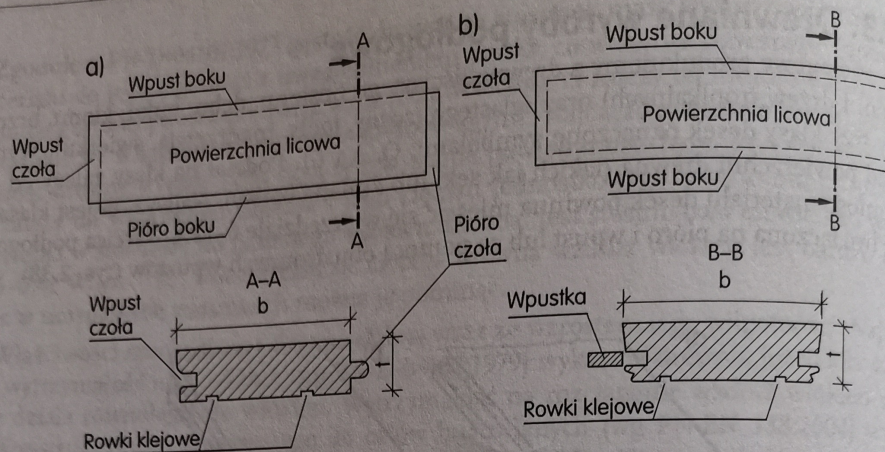 a)
A
Wpust boku
Wpust
czoła
Powierzchnia licowa
Pióro boku
A
Pióro
czoła
A–A
b
Wpust
czoła
t
Rowki klejowe
b)
B
Wpust boku
Wpust
czoła
Powierzchnia licowa
Wpust boku
B
B–B
b
Wpustka
t
Rowki klejowe